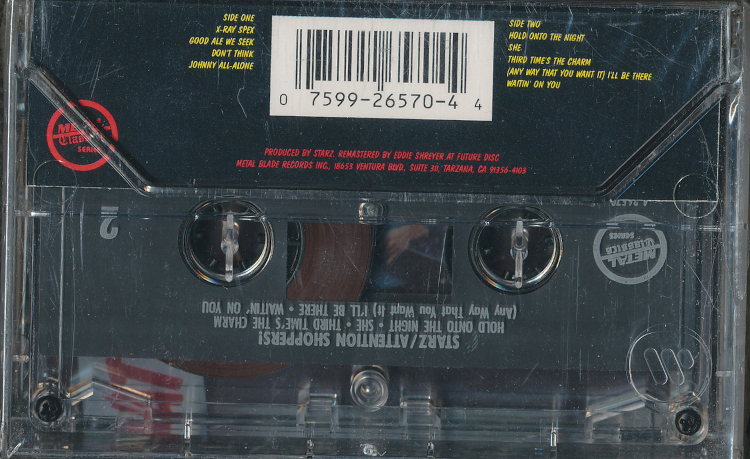 SIDE ONE
X-RAY SPEX
GOOD ALE WE SEEK
DON'T THINK
JOHNNY ALL-ALONE
SIDE TWO
HOLD ONTO THE NIGHT
SHE
THIRD TIME'S THE CHARM
(ANY WAY THAT YOU WANT IT) I'LL BE THERE
WAITIN' ON YOU
0 7599-26570-4 4
METAL
Classics
SERIES
PRODUCED BY STARZ. REMASTERED BY EDDIE SHREYER AT FUTURE DISC
METAL BLADE RECORDS INC., 18653 VENTURA BLVD., SUITE 311, TARZANA, CA 91356-4103
2
METAL
Classics
SERIES
STARZ/ATTENTION SHOPPERS!
HOLD ONTO THE NIGHT • SHE • THIRD TIME'S THE CHARM
(Any Way That You Want It) I'LL BE THERE • WAITIN' ON YOU